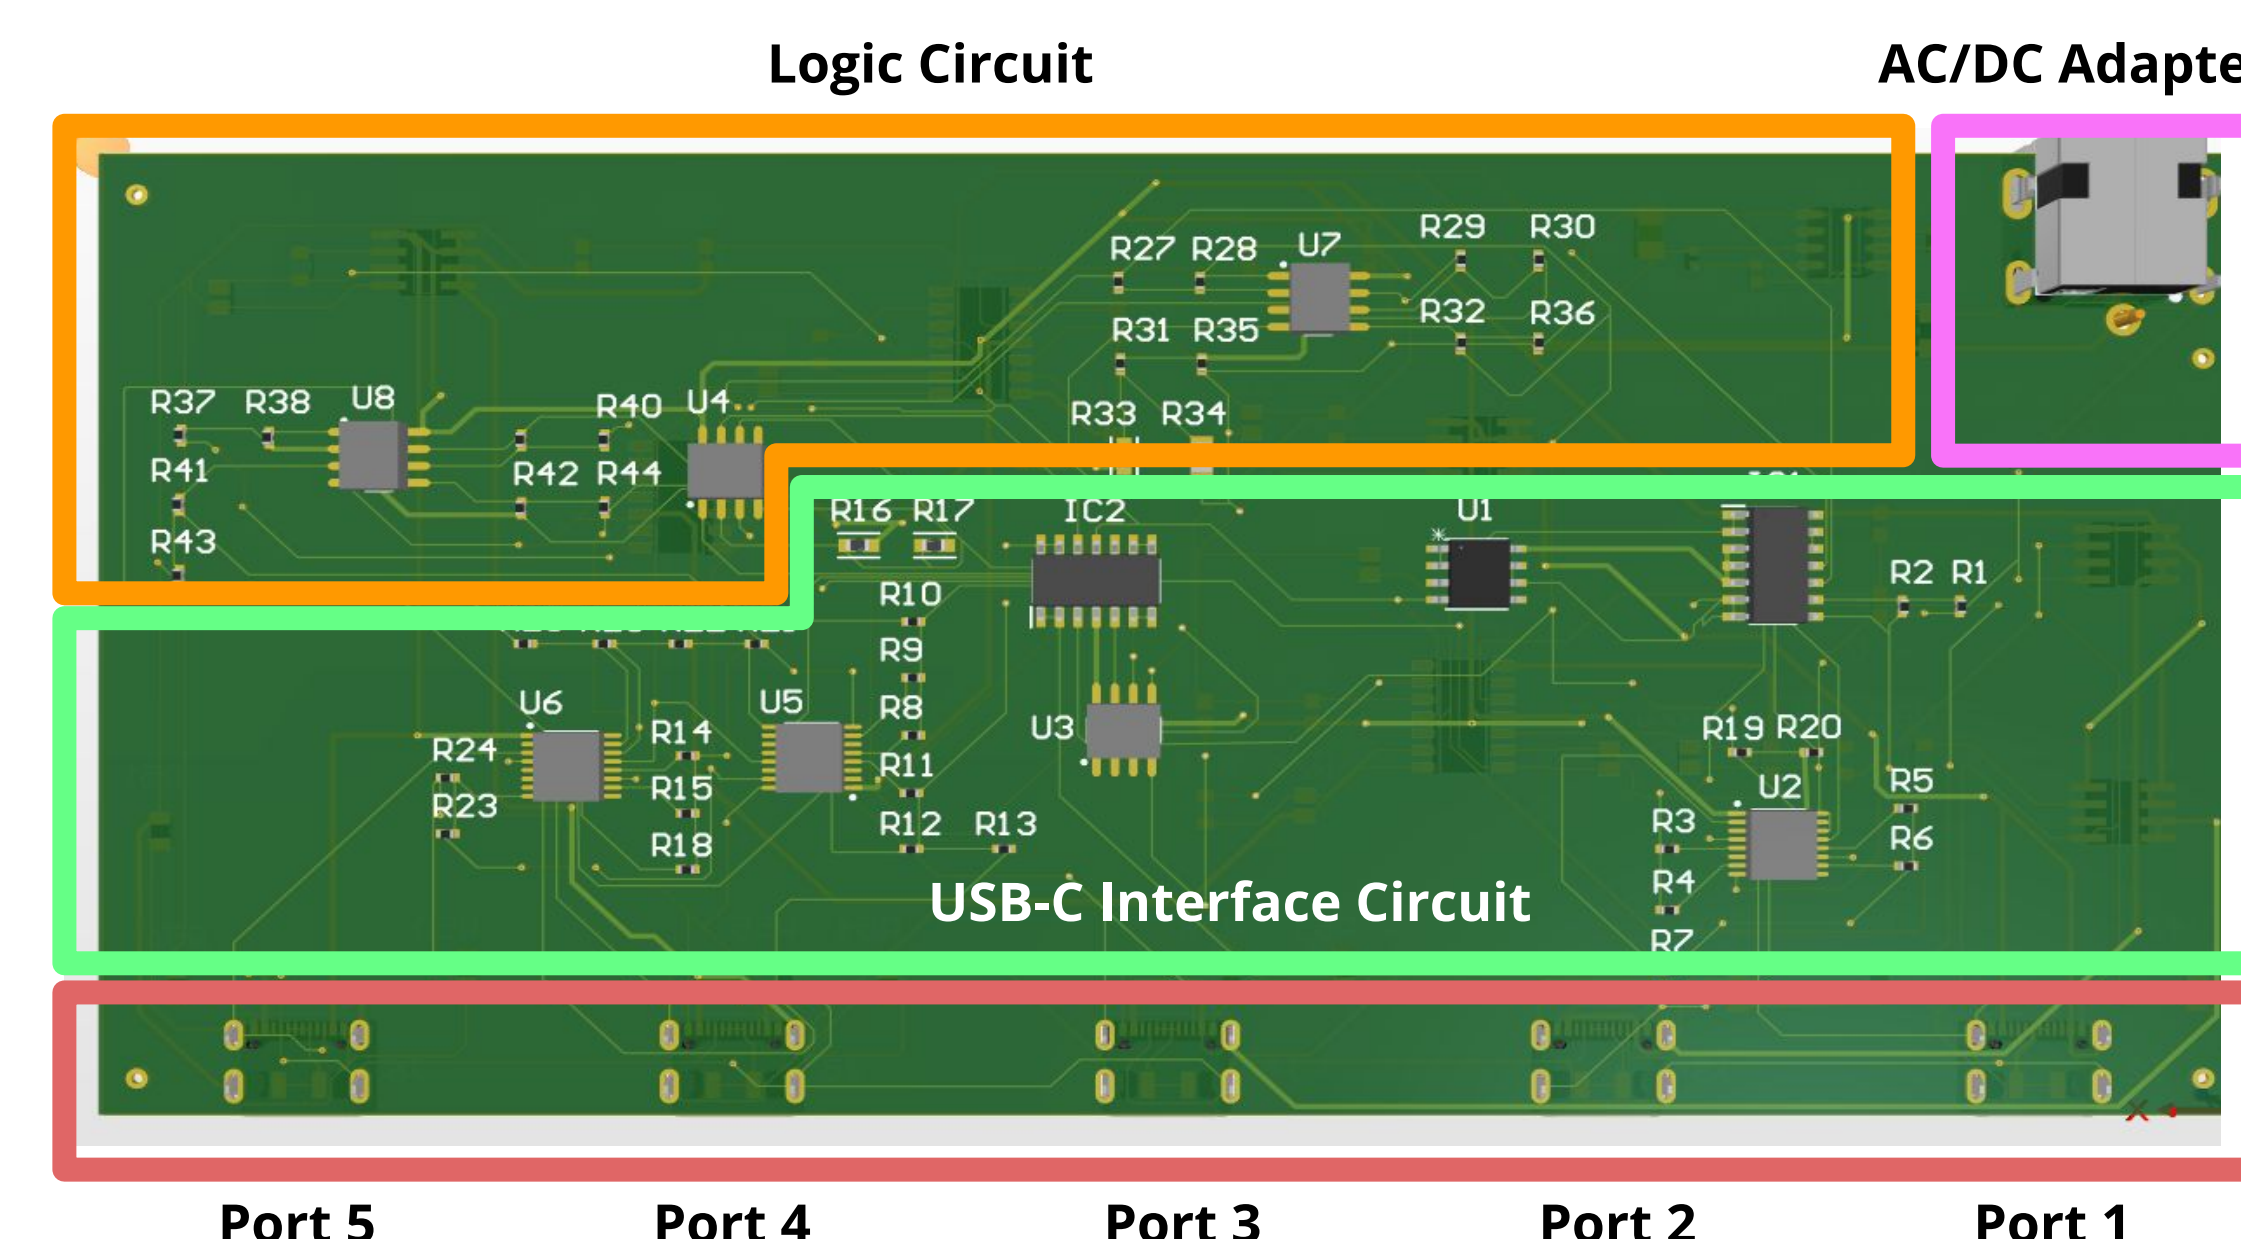 Logic Circuit
AC/DC Adapte
R27 R28 U7 R29 R30
R31 R35 R32 R36
R37 R38 U8 R40 U4 R33 R34
R41 R42 R44
R43 R16 R17 IC2 U1
R10 R2 R1
R9
U6 U5 R8 U3 R19 R20
R24 R14 R11 U2 R5
R23 R15 R12 R13 R3 R6
R18 R4
USB-C Interface Circuit
R7
X
Port 5 Port 4 Port 3 Port 2 Port 1